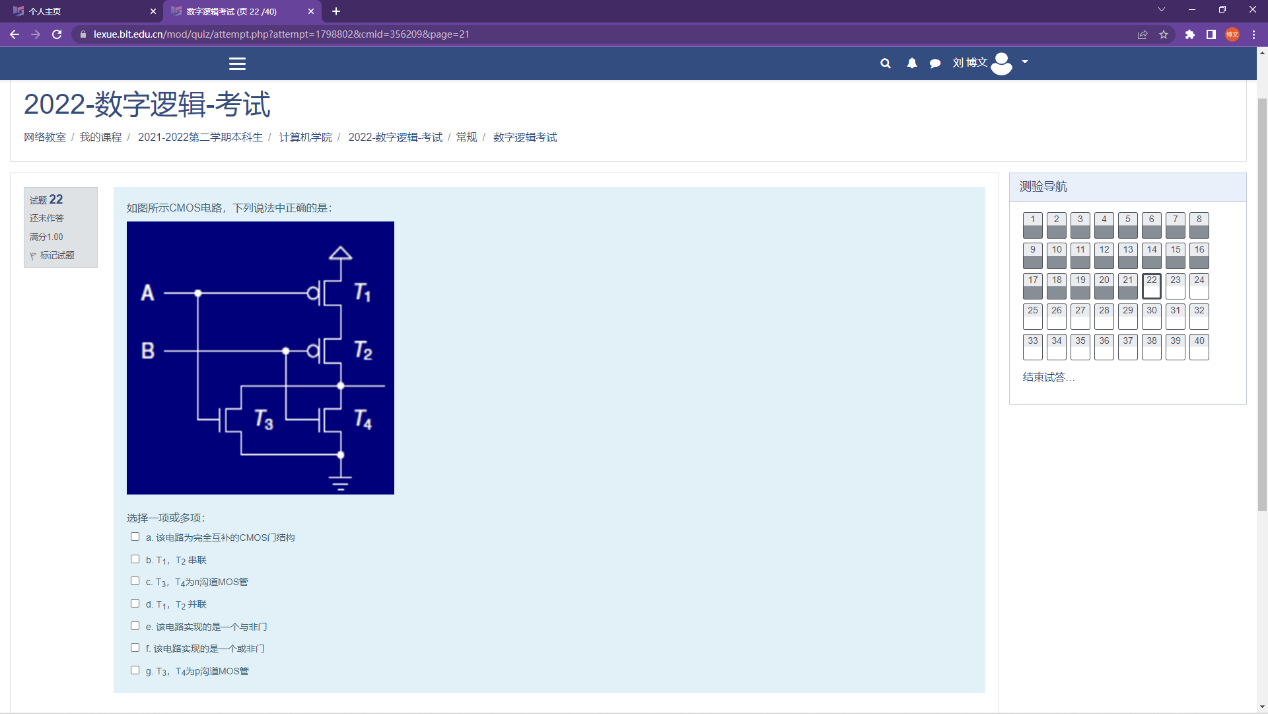 个人主页
数字逻辑考试 (页 22 /40)
lexue.bit.edu.cn/mod/quiz/attempt.php?attempt=1798802&cmid=356209&page=21
博文
刘 博文
2022-数字逻辑-考试
网络教室 / 我的课程 / 2021-2022第二学期本科生 / 计算机学院 / 2022-数字逻辑-考试 / 常规 / 数字逻辑考试
试题 22
还未作答
满分1.00
标记试题
如图所示CMOS电路，下列说法中正确的是：
A T1
B T2
T3 T4
选择一项或多项：
a. 该电路为完全互补的CMOS门结构
b. T1，T2 串联
c. T3，T4为n沟道MOS管
d. T1，T2 并联
e. 该电路实现的是一个与非门
f. 该电路实现的是一个或非门
g. T3，T4为p沟道MOS管
测验导航
1 2 3 4 5 6 7 8
9 10 11 12 13 14 15 16
17 18 19 20 21 22 23 24
25 26 27 28 29 30 31 32
33 34 35 36 37 38 39 40
结束试答...